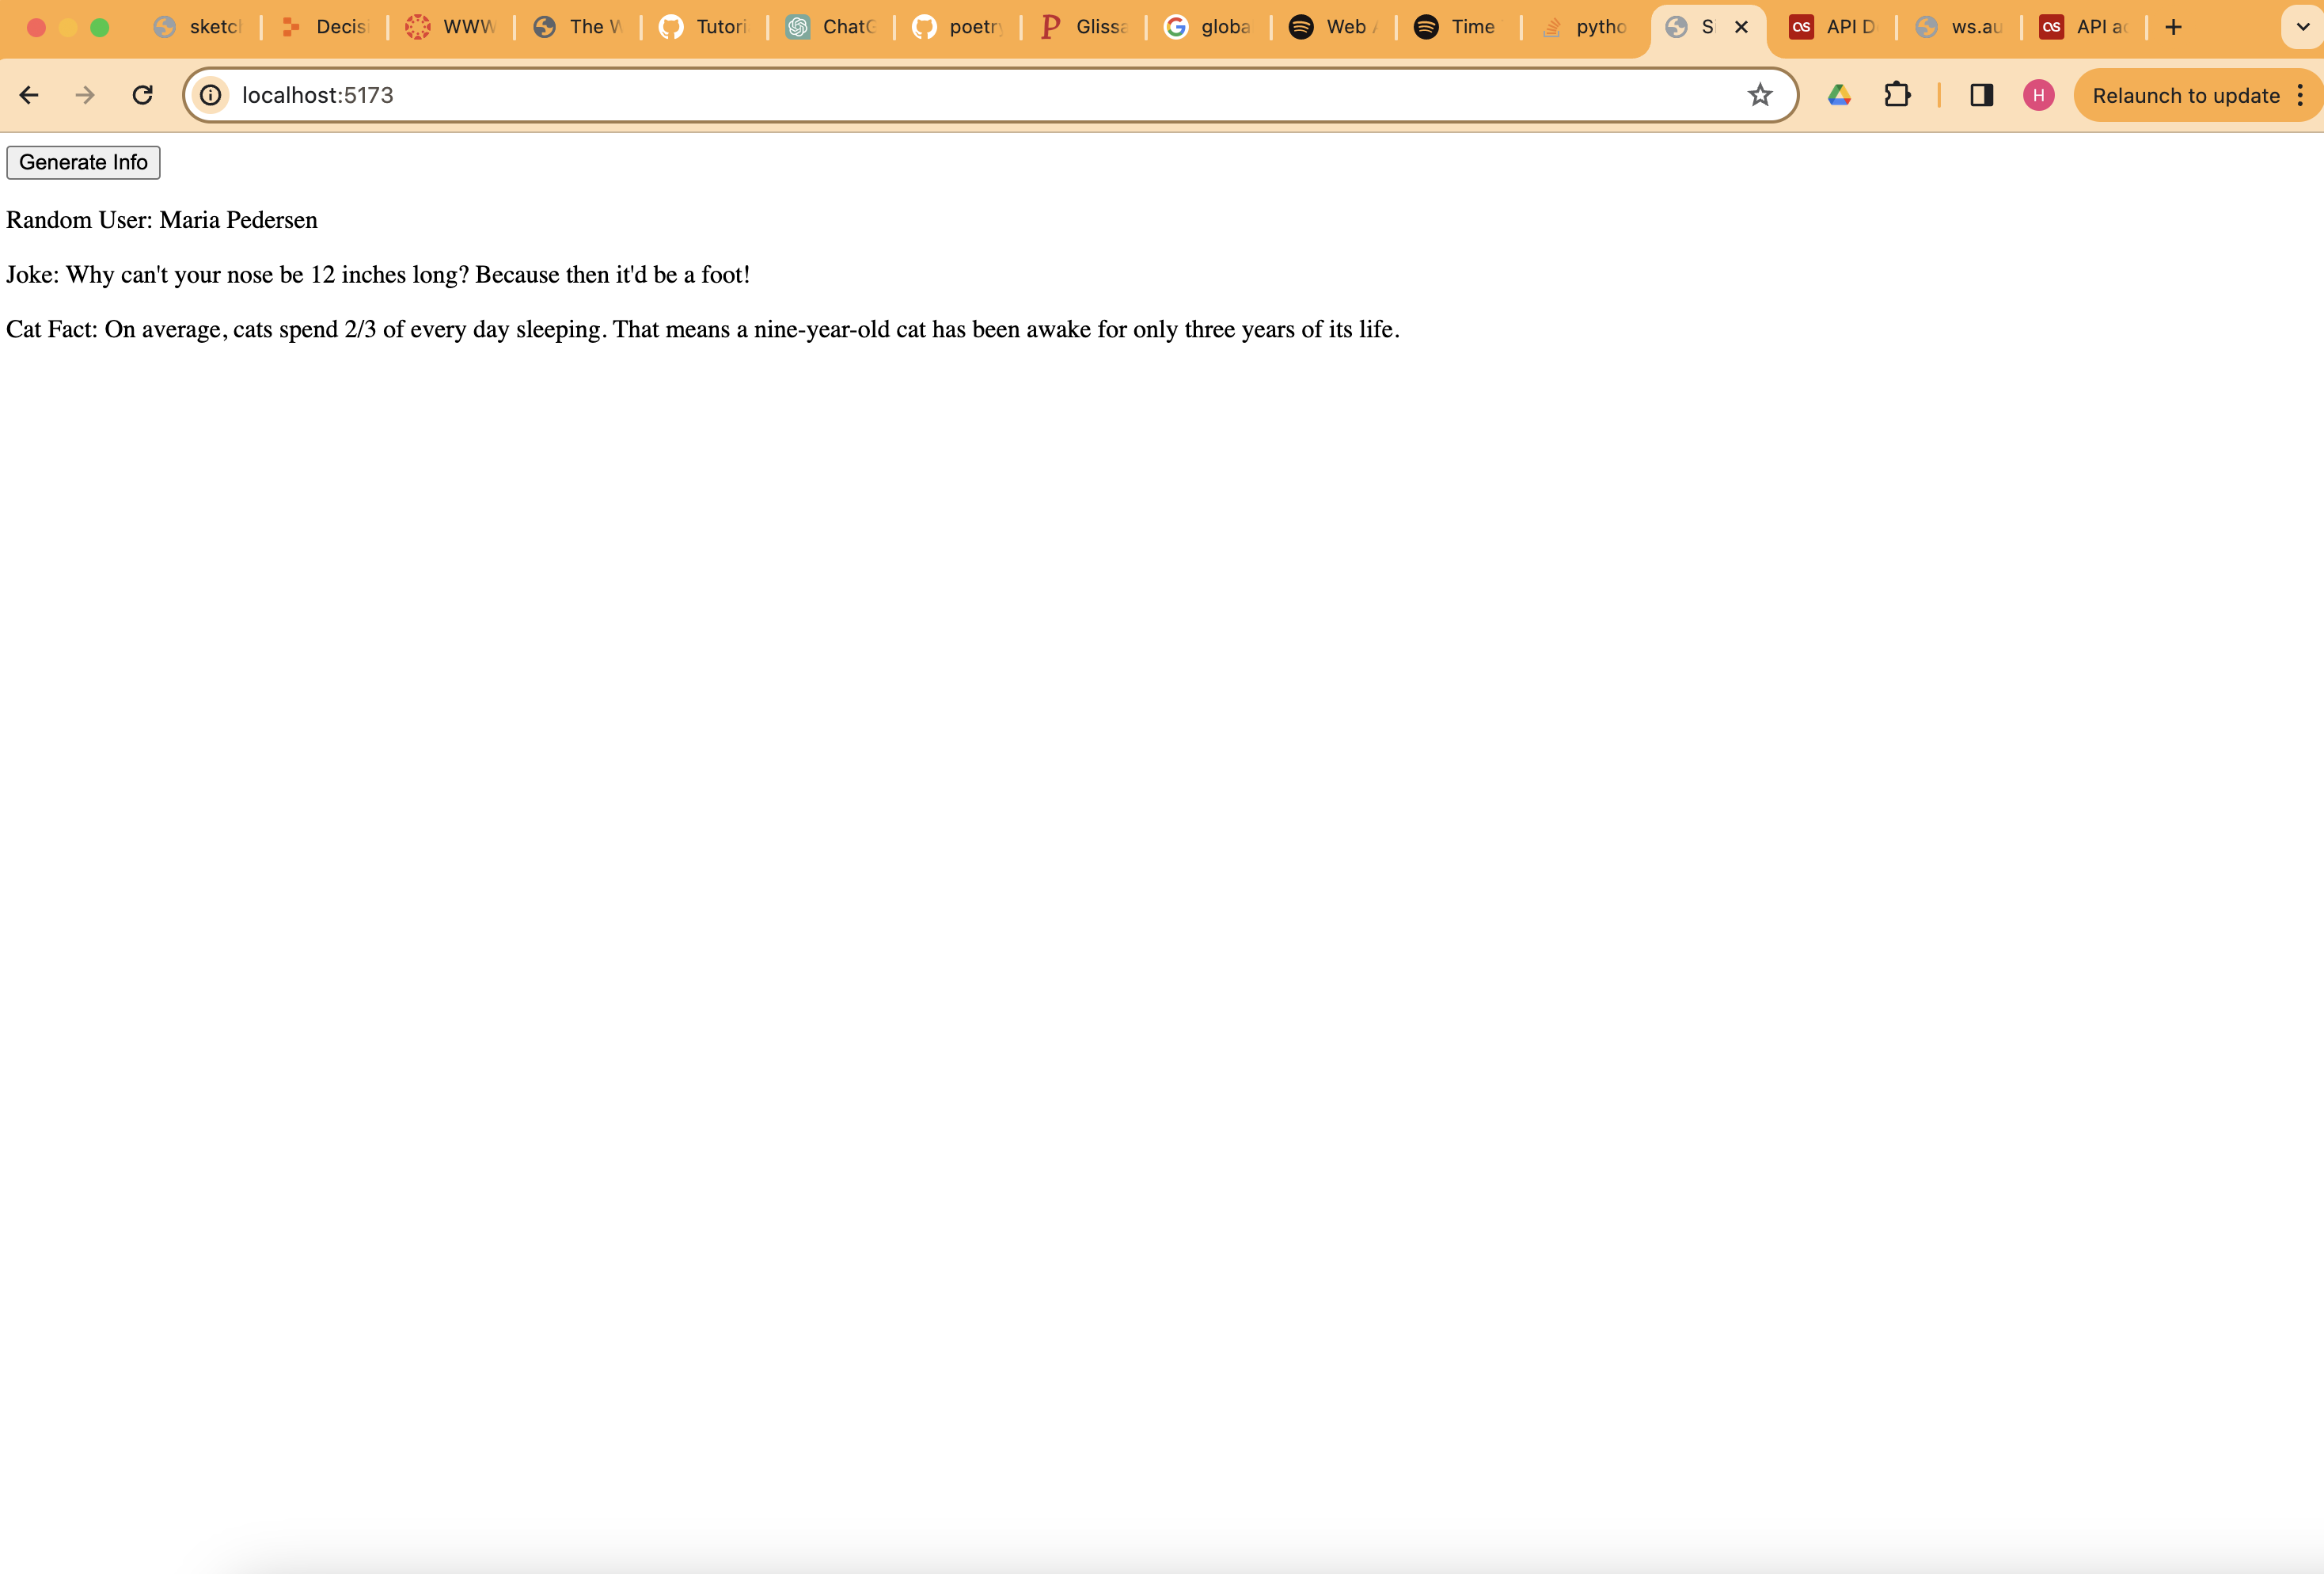 sketch Decisi WWW The W Tutori ChatG poetry Glissa globa Web A Time pytho Si API D ws.au API ac
localhost:5173 H Relaunch to update
Generate Info
Random User: Maria Pedersen
Joke: Why can't your nose be 12 inches long? Because then it'd be a foot!
Cat Fact: On average, cats spend 2/3 of every day sleeping. That means a nine-year-old cat has been awake for only three years of its life.